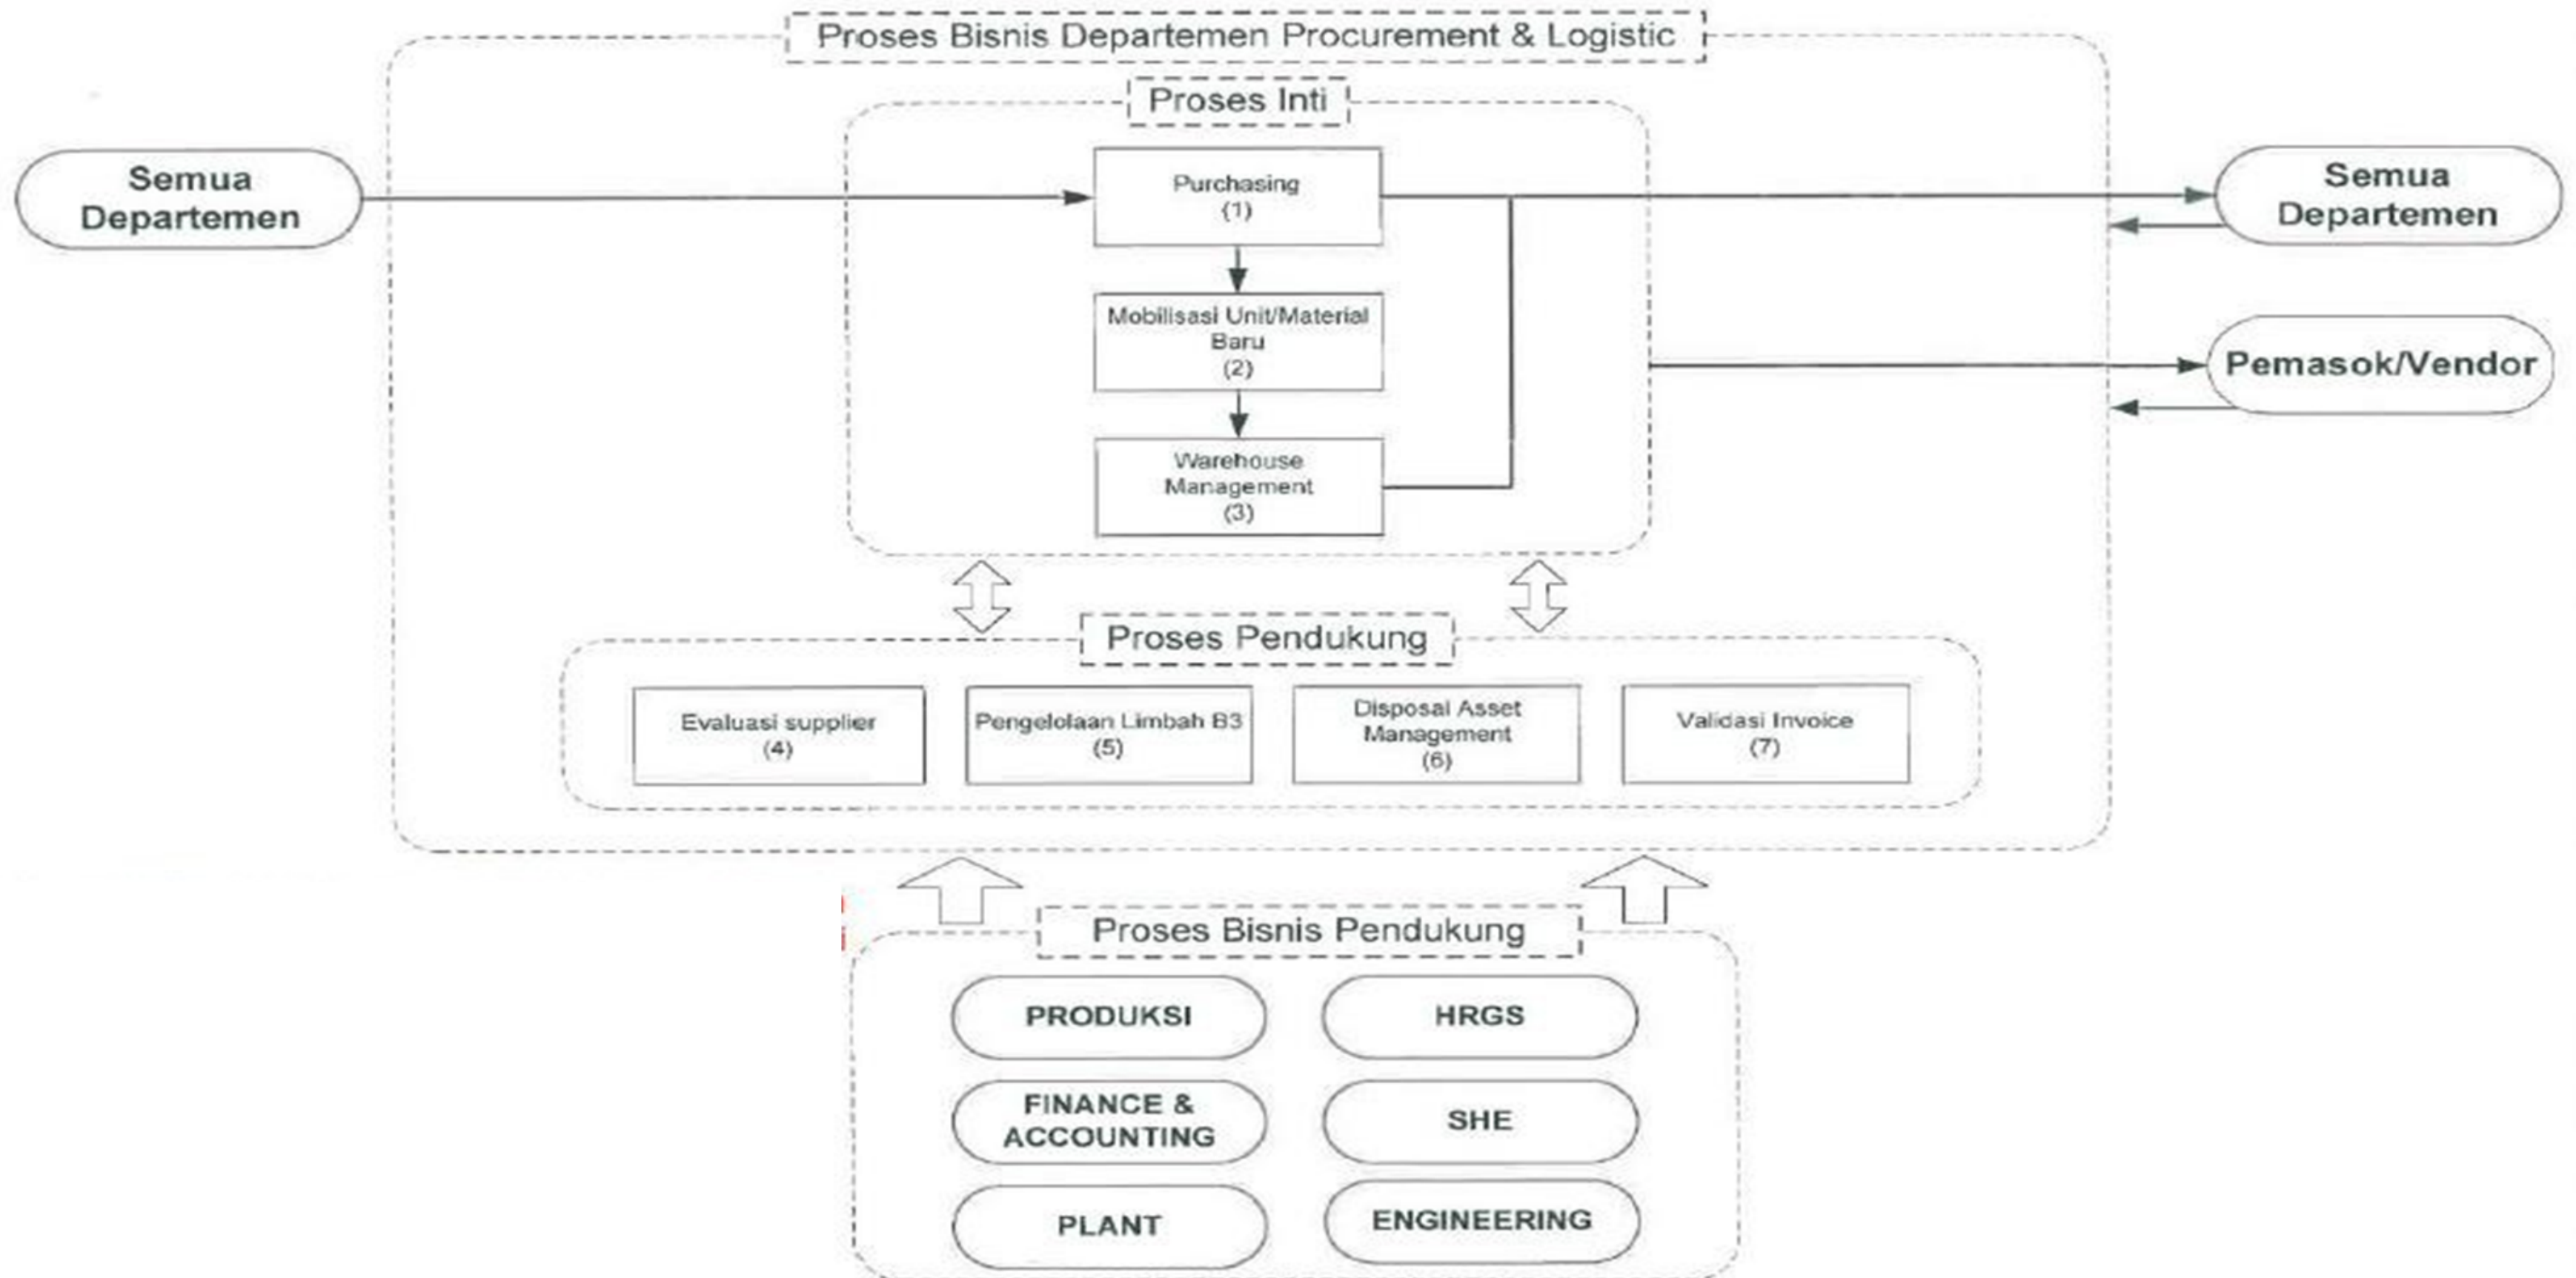 Proses Bisnis Departemen Procurement & Logistic
Proses Inti
Semua
Departemen
Purchasing
(1)
Semua
Departemen
Mobilisasi Unit/Material
Baru
(2)
Pemasok/Vendor
Warehouse
Management
(3)
Proses Pendukung
Evaluasi supplier
(4)
Pengelolaan Limbah B3
(5)
Disposal Asset
Management
(6)
Validasi Invoice
(7)
Proses Bisnis Pendukung
PRODUKSI
HRGS
FINANCE &
ACCOUNTING
SHE
PLANT
ENGINEERING